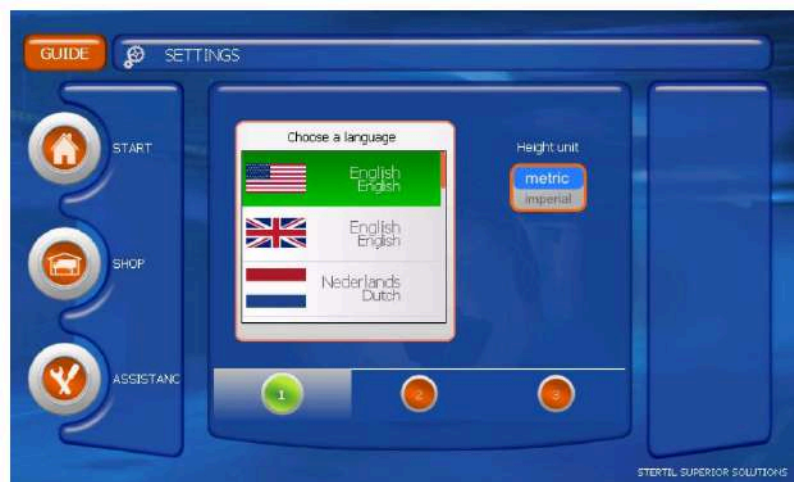 GUIDE
SETTINGS
START
SHOP
ASSISTANC
Choose a language
English
English
English
English
Nederlands
Dutch
Height unit
metric
imperial
1
2
3
STERTIL SUPERIOR SOLUTIONS